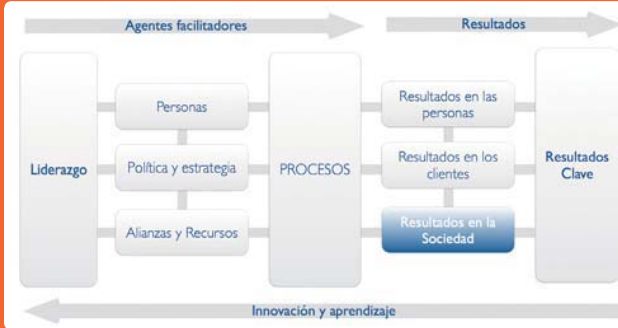 Agentes facilitadores
Resultados
Liderazgo
Personas
Política y estrategia
Alianzas y Recursos
PROCESOS
Resultados en las
personas
Resultados en los
clientes
Resultados en la
Sociedad
Resultados
Clave
Innovación y aprendizaje